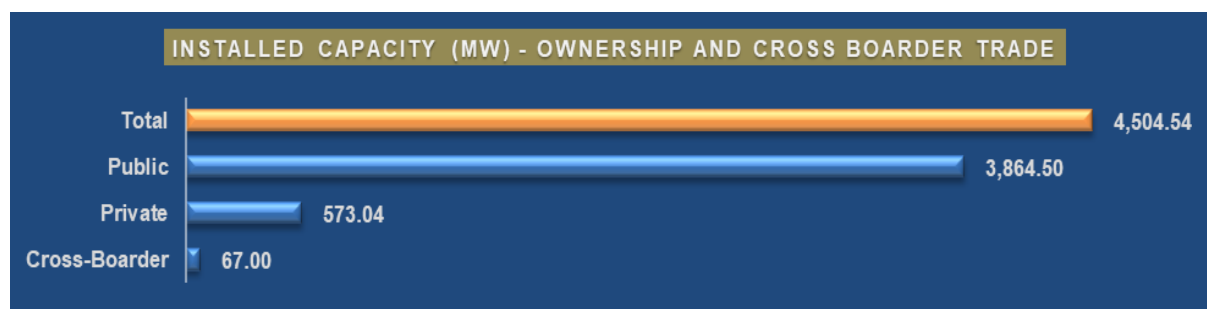 INSTALLED CAPACITY (MW) - OWNERSHIP AND CROSS BOARDER TRADE
Total 4,504.54
Public 3,864.50
Private 573.04
Cross-Boarder 67.00